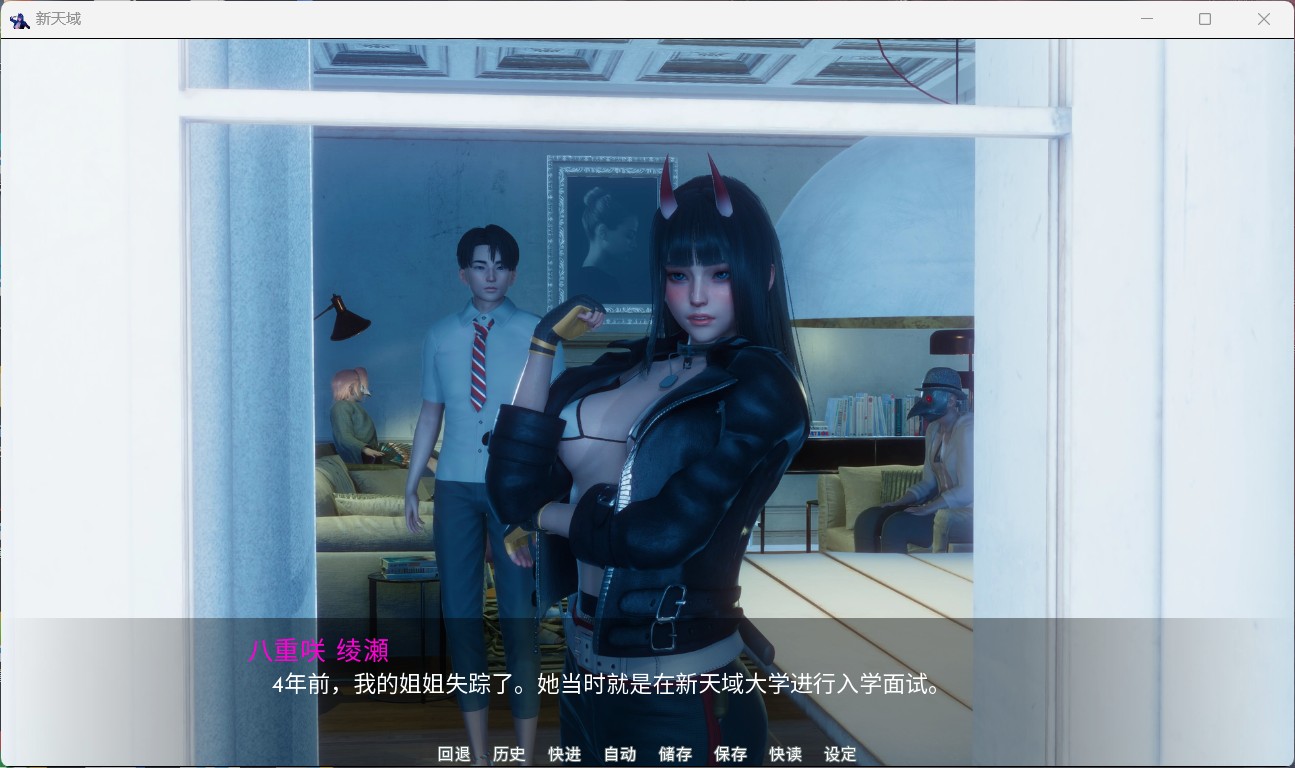 新天域
八重咲 绫瀬
4年前，我的姐姐失踪了。她当时就是在新天域大学进行入学面试。
回退 历史 快进 自动 储存 保存 快读 设定